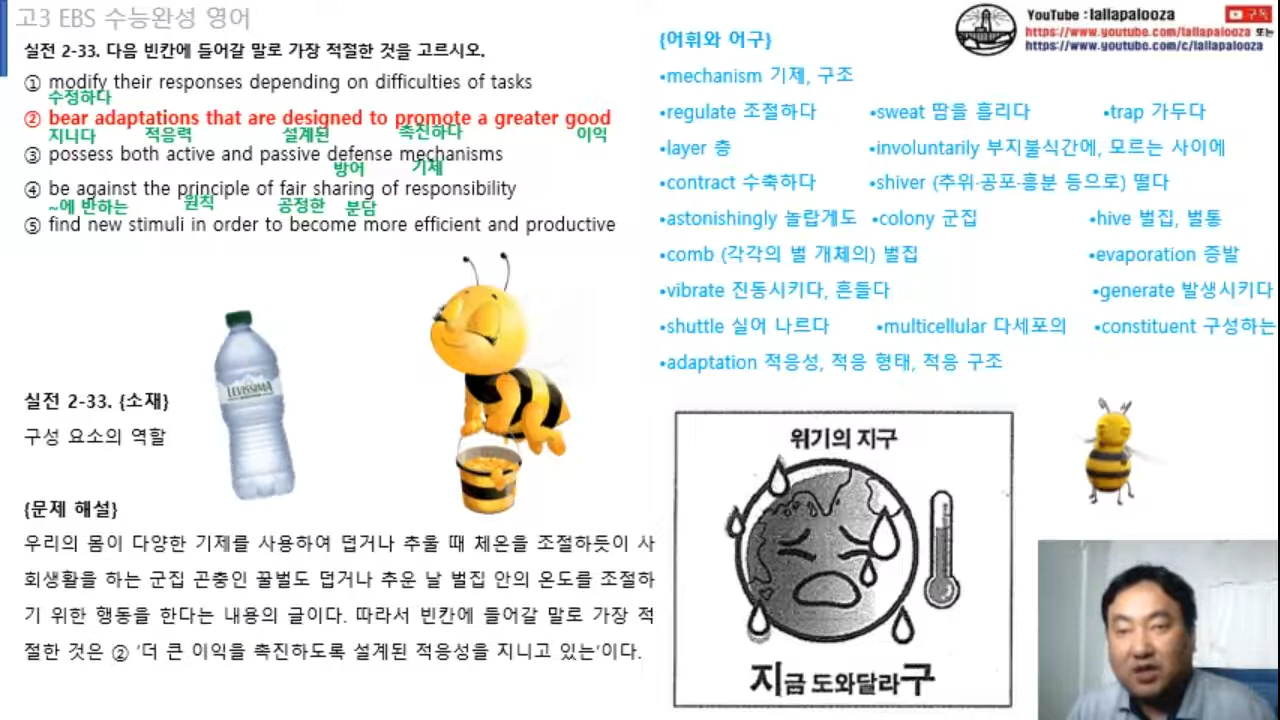 고3 EBS 수능완성 영어
실전 2-33. 다음 빈칸에 들어갈 말로 가장 적절한 것을 고르시오.
① modify their responses depending on difficulties of tasks
수정하다
② bear adaptations that are designed to promote a greater good
지니다 적응력 설계된 촉진하다 이익
③ possess both active and passive defense mechanisms
방어 기제
④ be against the principle of fair sharing of responsibility
~에 반하는 원칙 공정한 분담
⑤ find new stimuli in order to become more efficient and productive
LEVISSIMA
실전 2-33. {소재}
구성 요소의 역할
{문제 해설}
우리의 몸이 다양한 기제를 사용하여 덥거나 추울 때 체온을 조절하듯이 사
회생활을 하는 군집 곤충인 꿀벌도 덥거나 추운 날 벌집 안의 온도를 조절하
기 위한 행동을 한다는 내용의 글이다. 따라서 빈칸에 들어갈 말로 가장 적
절한 것은 ② ‘더 큰 이익을 촉진하도록 설계된 적응성을 지니고 있는’이다.
YouTube : lallapalooza
구독
https://www.youtube.com/lallapalooza 또는
https://www.youtube.com/c/lallapalooza
{어휘와 어구}
•mechanism 기제, 구조
•regulate 조절하다 •sweat 땀을 흘리다 •trap 가두다
•layer 층 •involuntarily 부지불식간에, 모르는 사이에
•contract 수축하다 •shiver (추위·공포·흥분 등으로) 떨다
•astonishingly 놀랍게도 •colony 군집 •hive 벌집, 벌통
•comb (각각의 벌 개체의) 벌집 •evaporation 증발
•vibrate 진동시키다, 흔들다 •generate 발생시키다
•shuttle 실어 나르다 •multicellular 다세포의 •constituent 구성하는
•adaptation 적응성, 적응 형태, 적응 구조
위기의 지구
지금 도와달라구